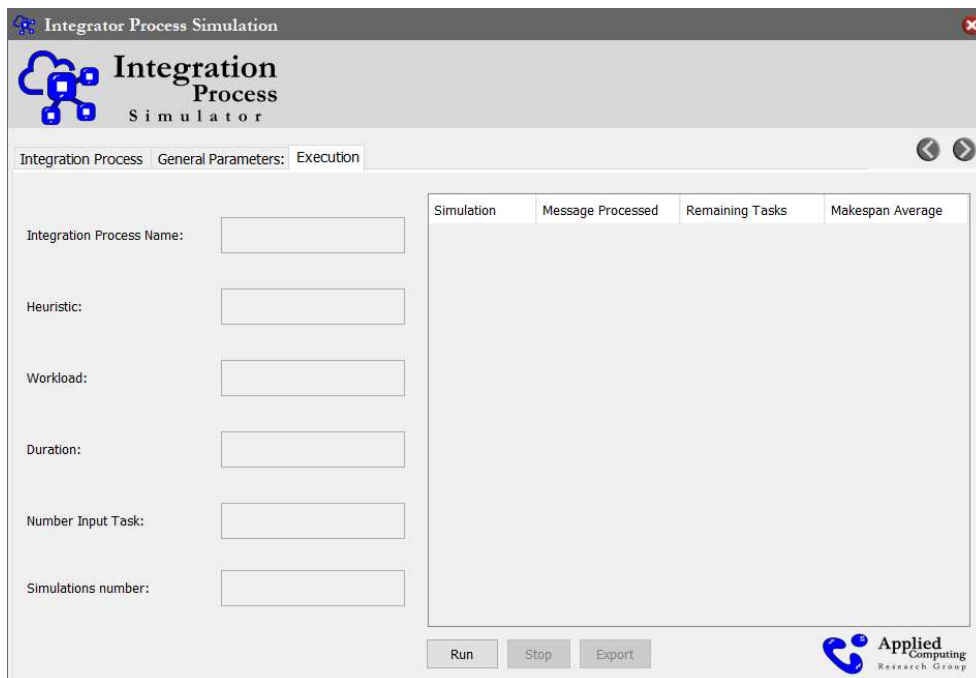 Integrator Process Simulation
Integration
Process
Simulator
Integration Process General Parameters: Execution
Integration Process Name:
Heuristic:
Workload:
Duration:
Number Input Task:
Simulations number:
Simulation Message Processed Remaining Tasks Makespan Average
Run Stop Export
Applied
Computing
Research Group